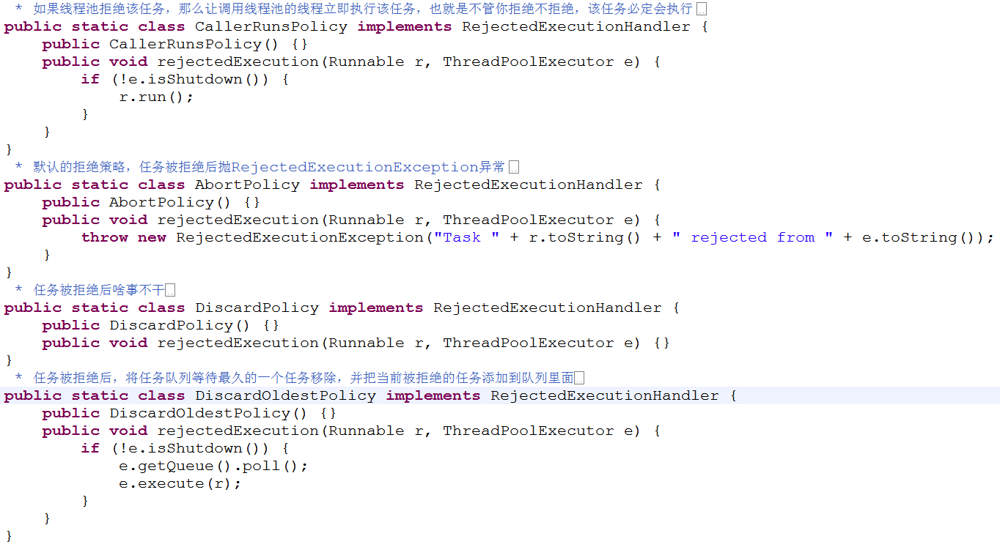 * 如果线程池拒绝该任务，那么让调用线程池的线程立即执行该任务，也就是不管你拒绝不拒绝，该任务必定会执行..
public static class CallerRunsPolicy implements RejectedExecutionHandler {
    public CallerRunsPolicy() {}
    public void rejectedExecution(Runnable r, ThreadPoolExecutor e) {
        if (!e.isShutdown()) {
            r.run();
        }
    }
}
* 默认的拒绝策略，任务被拒绝后抛RejectedExecutionException异常..
public static class AbortPolicy implements RejectedExecutionHandler {
    public AbortPolicy() {}
    public void rejectedExecution(Runnable r, ThreadPoolExecutor e) {
        throw new RejectedExecutionException("Task " + r.toString() + " rejected from " + e.toString());
    }
}
* 任务被拒绝后啥事不干..
public static class DiscardPolicy implements RejectedExecutionHandler {
    public DiscardPolicy() {}
    public void rejectedExecution(Runnable r, ThreadPoolExecutor e) {}
}
* 任务被拒绝后，将任务队列等待最久的一个任务移除，并把当前被拒绝的任务添加到队列里面..
public static class DiscardOldestPolicy implements RejectedExecutionHandler {
    public DiscardOldestPolicy() {}
    public void rejectedExecution(Runnable r, ThreadPoolExecutor e) {
        if (!e.isShutdown()) {
            e.getQueue().poll();
            e.execute(r);
        }
    }
}